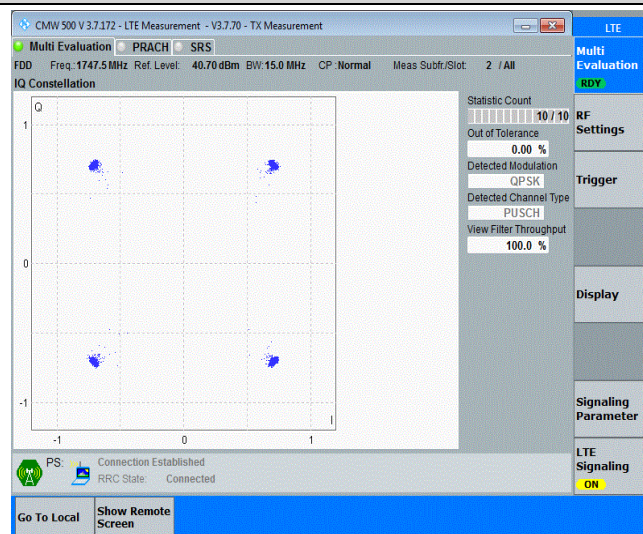 CMW 500 V 3.7.172 - LTE Measurement - V3.7.70 - TX Measurement
LTE
Multi Evaluation PRACH SRS
FDD Freq.: 1747.5 MHz Ref. Level: 40.70 dBm BW: 15.0 MHz CP : Normal Meas Subfr./Slot: 2 / All
IQ Constellation
Q
1
0
-1
-1 0 1
I
Statistic Count
10 / 10
Out of Tolerance
0.00 %
Detected Modulation
QPSK
Detected Channel Type
PUSCH
View Filter Throughput
100.0 %
Multi
Evaluation
RDY
RF
Settings
Trigger
Display
Signaling
Parameter
LTE
Signaling
ON
PS: Connection Established
RRC State: Connected
Go To Local
Show Remote
Screen